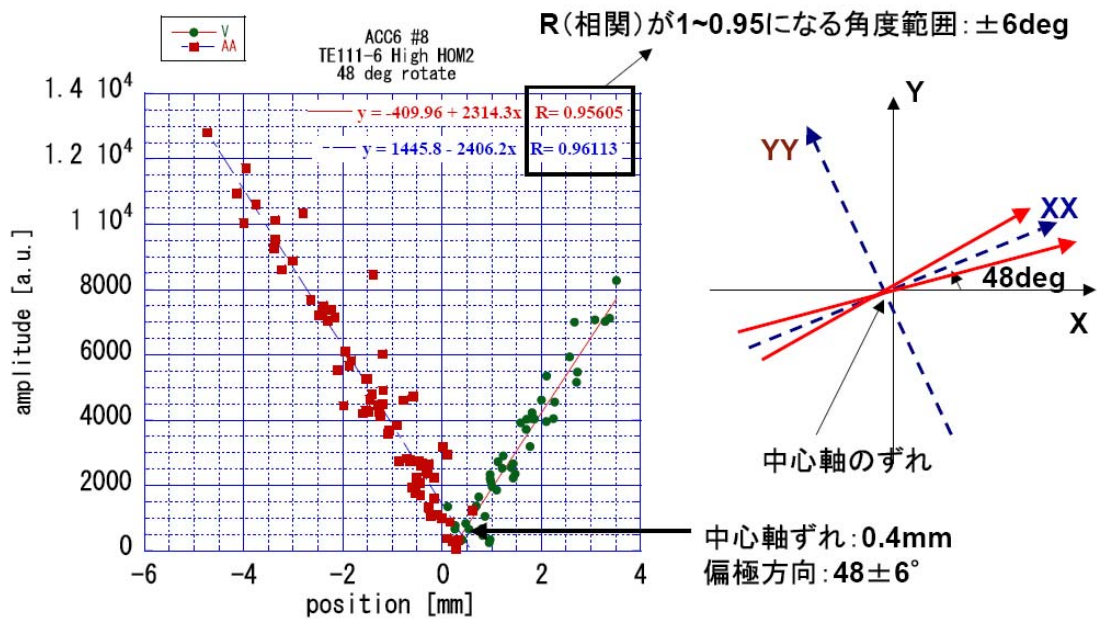 R(相関)が1~0.95になる角度範囲:±6deg
V
AA
ACC6 #8
TE111-6 High HOM2
48 deg rotate
y = -409.96 + 2314.3x R= 0.95605
y = 1445.8 - 2406.2x R= 0.96113
1.4 10⁴
1.2 10⁴
1 10⁴
8000
6000
4000
2000
0
amplitude [a.u.]
-6
-4
-2
0
2
4
position [mm]
Y
YY
XX
48deg
X
中心軸のずれ
中心軸ずれ:0.4mm
偏極方向:48±6°